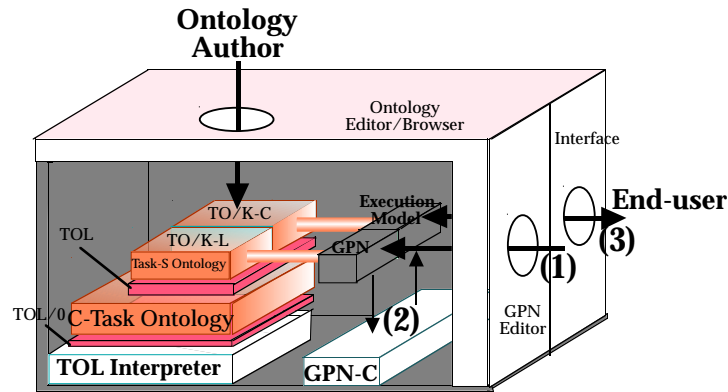 Ontology
Author
Ontology
Editor/Browser
Interface
TO/K-C
Execution
Model
End-user
TOL
TO/K-L
GPN
(3)
Task-S Ontology
(1)
TOL/0
C-Task Ontology
(2)
GPN
Editor
TOL Interpreter
GPN-C